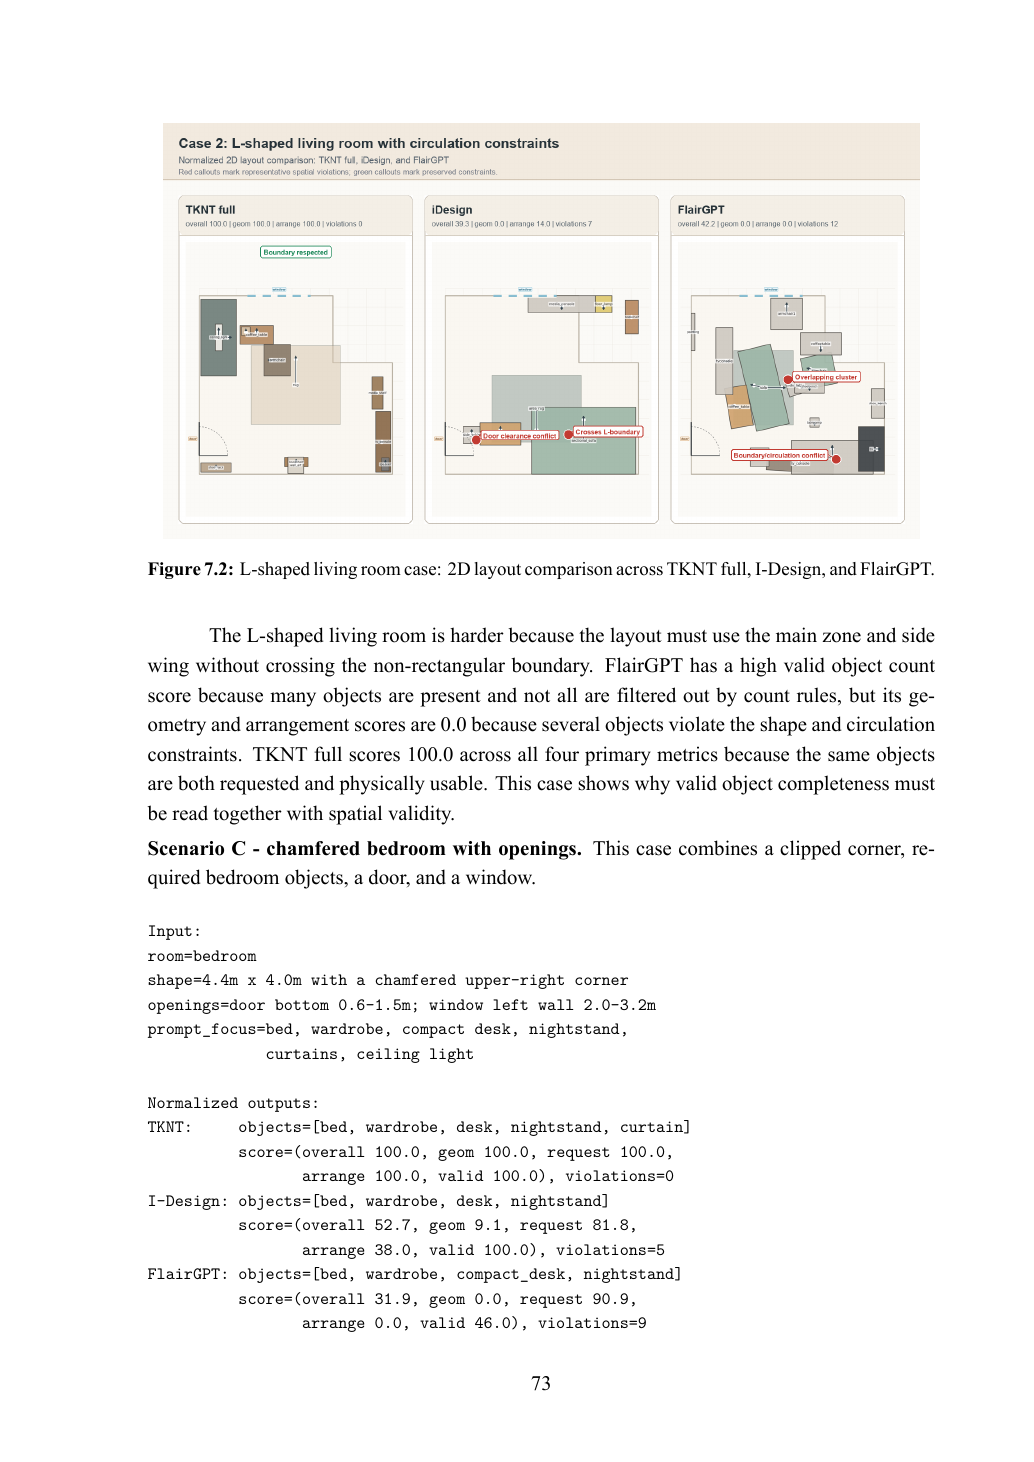 Case 2: L-shaped living room with circulation constraints
Normalized 2D layout comparison: TKNT full, iDesign, and FlairGPT
Red callouts mark representative spatial violations, green callouts mark preserved constraints.
TKNT full
overall 100.0 | geom 100.0 | arrange 100.0 | violations 0
Boundary respected
window
rug
door
iDesign
overall 39.3 | geom 0.0 | arrange 14.0 | violations 7
window
door
Door clearance conflict
Crosses L-boundary
FlairGPT
overall 42.2 | geom 0.0 | arrange 0.0 | violations 12
window
Overlapping cluster
door
Boundary/circulation conflict
Figure 7.2: L-shaped living room case: 2D layout comparison across TKNT full, I-Design, and FlairGPT.
The L-shaped living room is harder because the layout must use the main zone and side
wing without crossing the non-rectangular boundary. FlairGPT has a high valid object count
score because many objects are present and not all are filtered out by count rules, but its ge-
ometry and arrangement scores are 0.0 because several objects violate the shape and circulation
constraints. TKNT full scores 100.0 across all four primary metrics because the same objects
are both requested and physically usable. This case shows why valid object completeness must
be read together with spatial validity.
Scenario C - chamfered bedroom with openings. This case combines a clipped corner, re-
quired bedroom objects, a door, and a window.
Input:
room=bedroom
shape=4.4m x 4.0m with a chamfered upper-right corner
openings=door bottom 0.6-1.5m; window left wall 2.0-3.2m
prompt_focus=bed, wardrobe, compact desk, nightstand,
curtains, ceiling light
Normalized outputs:
TKNT: objects=[bed, wardrobe, desk, nightstand, curtain]
score=(overall 100.0, geom 100.0, request 100.0,
arrange 100.0, valid 100.0), violations=0
I-Design: objects=[bed, wardrobe, desk, nightstand]
score=(overall 52.7, geom 9.1, request 81.8,
arrange 38.0, valid 100.0), violations=5
FlairGPT: objects=[bed, wardrobe, compact_desk, nightstand]
score=(overall 31.9, geom 0.0, request 90.9,
arrange 0.0, valid 46.0), violations=9
73